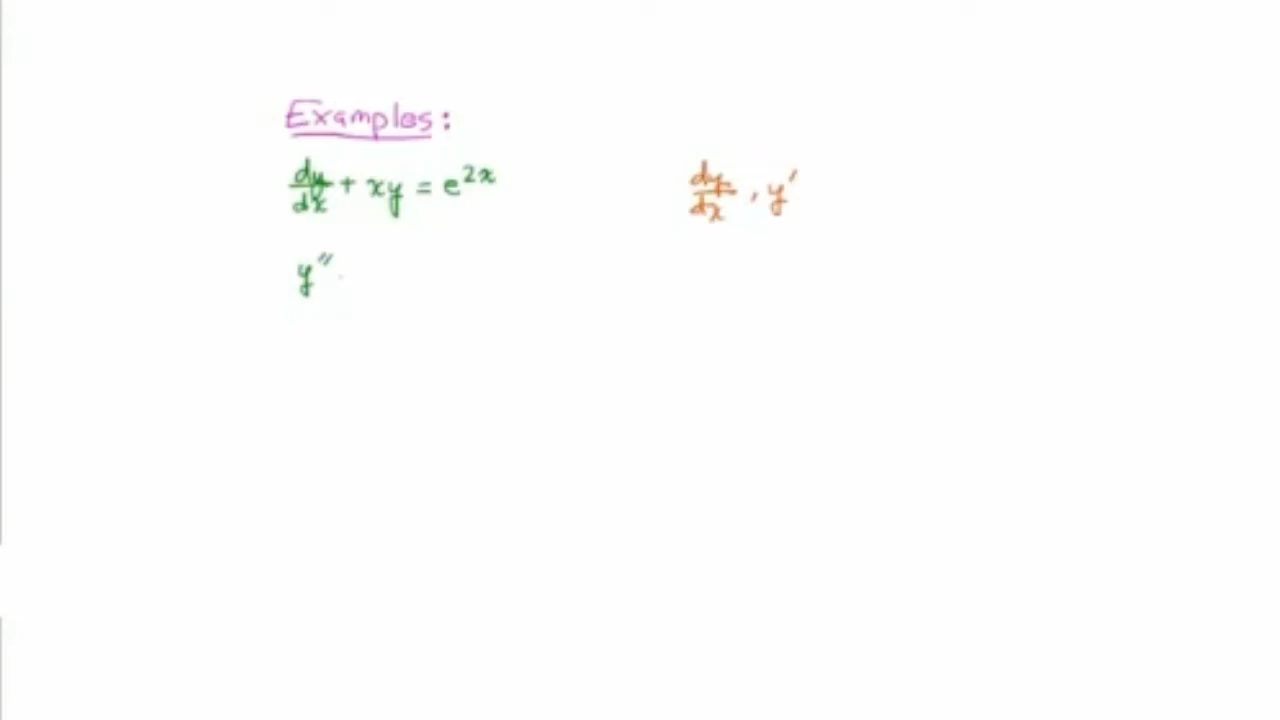 Examples:
dy/dx + xy = e^2x
dy/dx , y'
y''